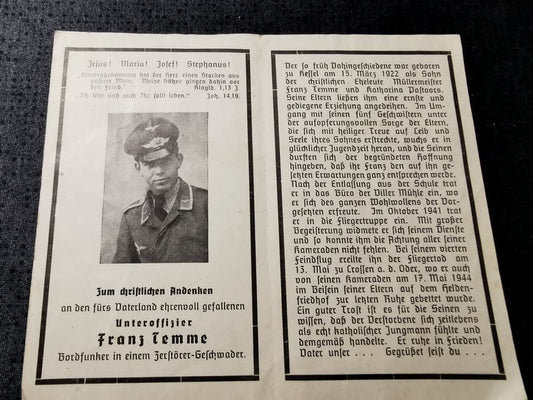 Jesus! Maria! Josef! Stephanus!
„Hinweggenommen hat der Herr einen Starken aus
unserer Mitte. Meine Söhne gingen dahin vor
den Feind.“ Klagld. 1,15 f.
„Ich lebe und auch Ihr sollt leben.“ Joh. 14,19.
Zum christlichen Andenken
an den fürs Vaterland ehrenvoll gefallenen
Unteroffizier
Franz Temme
Bordfunker in einem Zerstörer-Geschwader.
Der so früh Dahingeschiedene war geboren
zu Kessel am 15. März 1922 als Sohn
der christlichen Eheleute Müllermeister
Franz Temme und Katharina Pastoors.
Seine Eltern ließen ihm eine ernste und
gediegene Erziehung angedeihen. Im Um-
gang mit seinen fünf Geschwistern unter
der aufopferungsvollen Sorge der Eltern,
die sich mit heiliger Treue auf Leib und
Seele ihres Sohnes erstreckte, wuchs er in
glücklicher Jugendzeit heran, und die Seinen
durften sich der begründeten Hoffnung
hingeben, daß ihr Franz den auf ihn ge-
setzten Erwartungen ganz entsprechen werde.
Nach der Entlassung aus der Schule trat
er in das Büro der Viller Mühle ein, wo
er sich des ganzen Wohlwollens der Vor-
gesetzten erfreute. Im Oktober 1941 trat
er in die Fliegertruppe ein. Mit großer
Begeisterung widmete er sich seinem Dienste
und so konnte ihm die Achtung aller seiner
Kameraden nicht fehlen. Bei seinem vierten
Feindflug ereilte ihn der Fliegertod am
13. Mai zu Crossen a. d. Oder, wo er auch
von seinen Kameraden am 17. Mai 1944
im Beisein seiner Eltern auf dem Helden-
friedhof zur letzten Ruhe gebettet wurde.
Ein guter Trost ist es für die Seinen zu
wissen, daß der Verstorbene sich zeitlebens
als echt katholischer Jungmann fühlte und
demgemäß handelte. Er ruhe in Frieden!
Vater unser . . . Gegrüßet seist du . . .